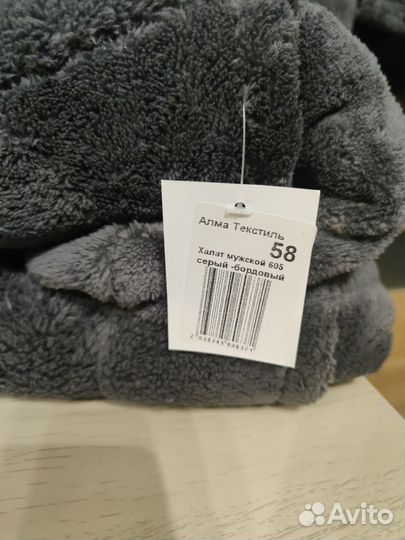 Алма Текстиль
58
Халат мужской 605
серый -бордовый
Avito